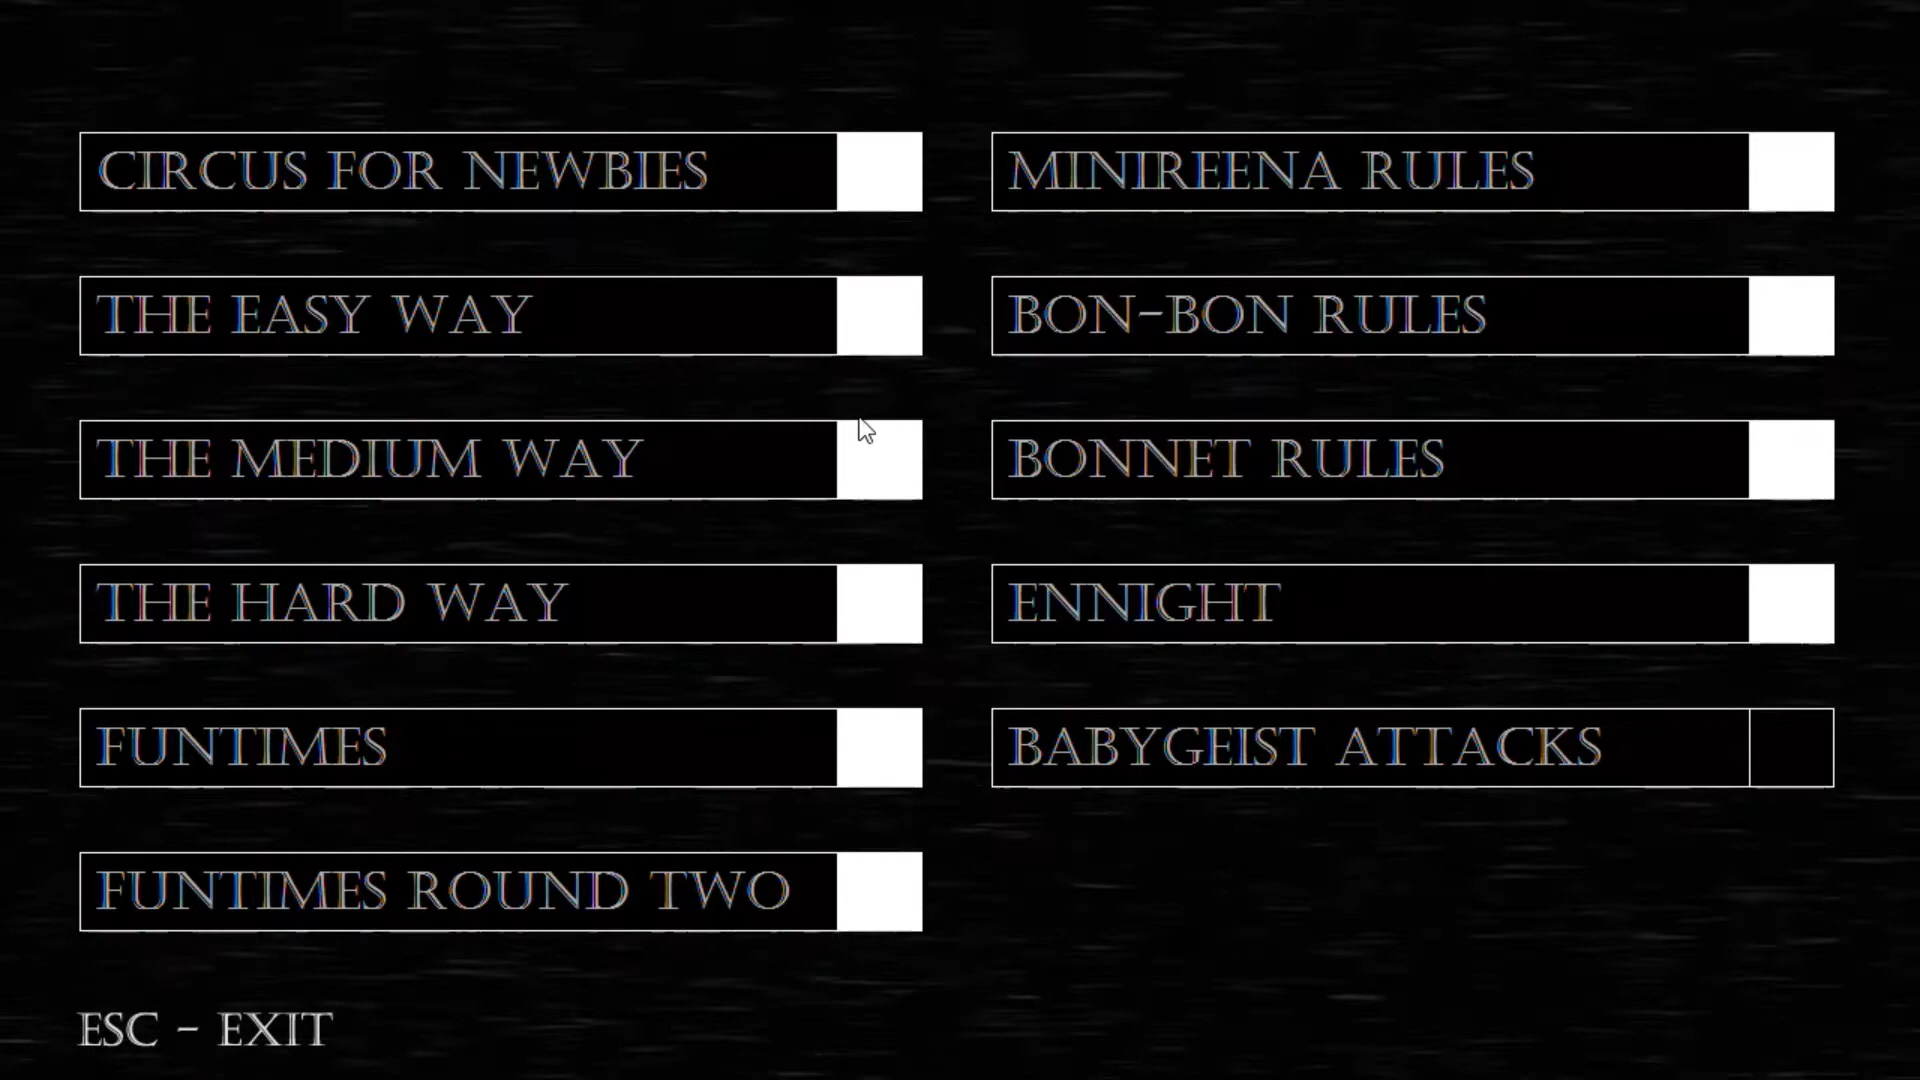 CIRCUS FOR NEWBIES
THE EASY WAY
THE MEDIUM WAY
THE HARD WAY
FUNTIMES
FUNTIMES ROUND TWO
MINIREENA RULES
BON-BON RULES
BONNET RULES
ENNIGHT
BABYGEIST ATTACKS
ESC - EXIT